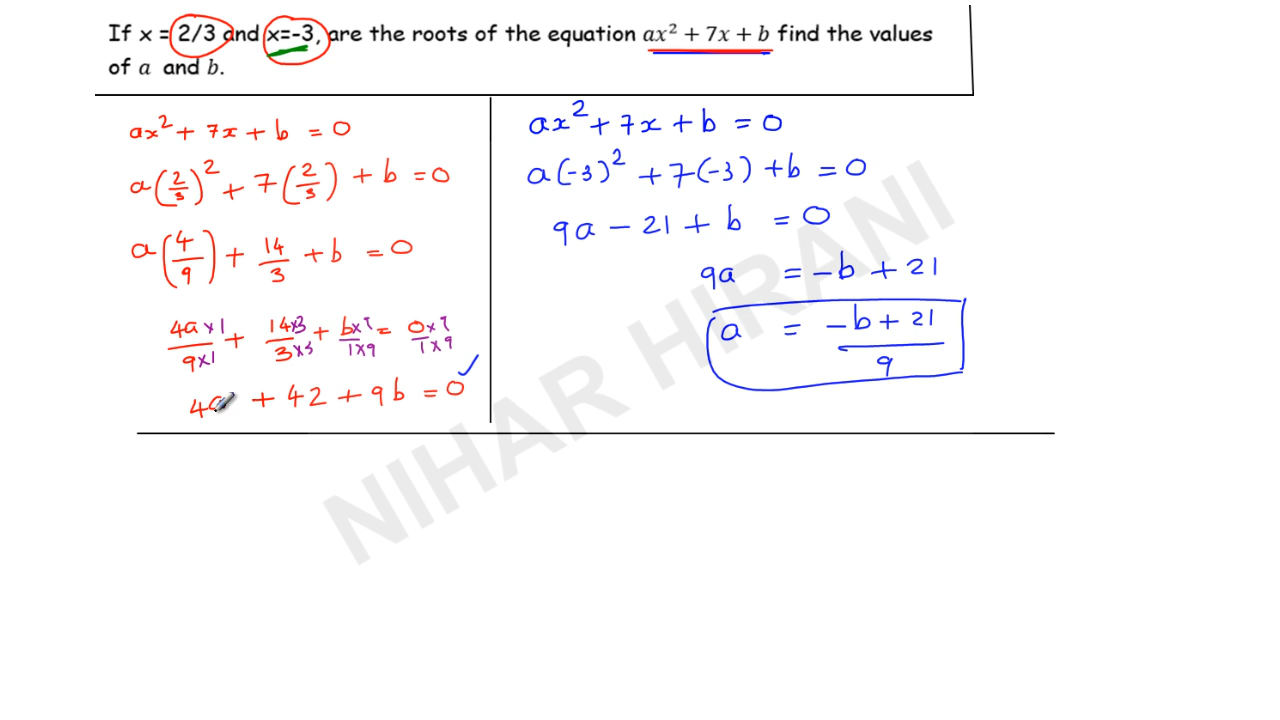 If x = 2/3 and x=-3, are the roots of the equation ax² + 7x + b find the values
of a and b.
ax² + 7x + b = 0
a(2/3)² + 7(2/3) + b = 0
a(4/9) + 14/3 + b = 0
4a×1/9×1 + 14×3/3×3 + b×9/1×9 = 0×9/1×9
4a + 42 + 9b = 0
ax² + 7x + b = 0
a(-3)² + 7(-3) + b = 0
9a - 21 + b = 0
9a = -b + 21
a = -b + 21/9
NIHAR HIRANI